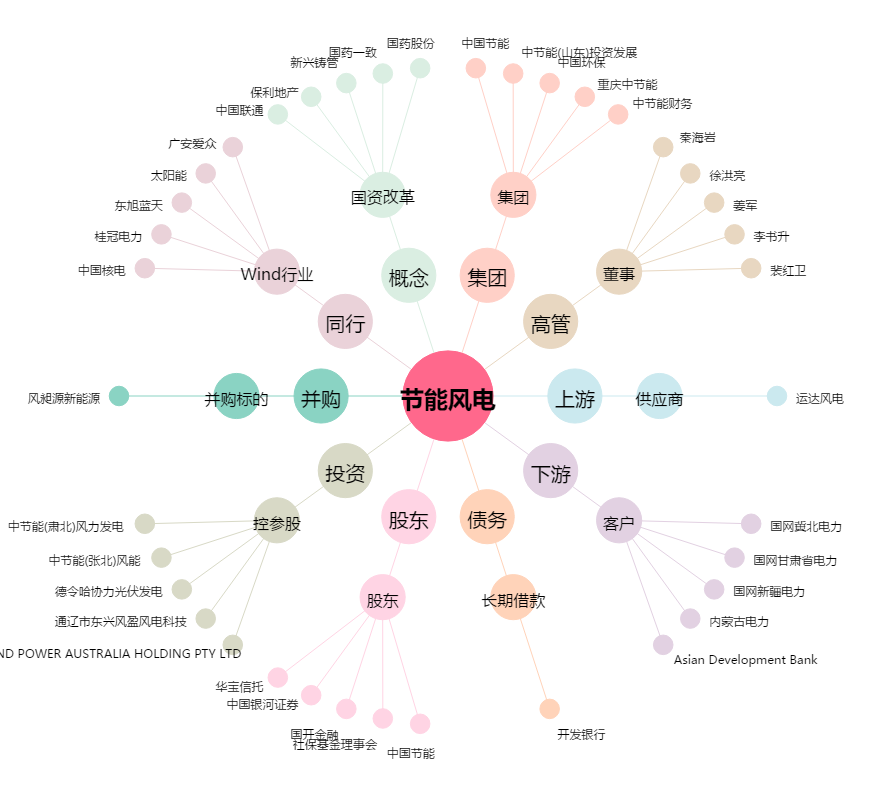 国药股份
中国节能
国药一致
中节能(山东)投资发展
新兴铸管
中国环保
保利地产
重庆中节能
中国联通
中节能财务
广安爱众
秦海岩
太阳能
徐洪亮
东旭蓝天
姜军
国资改革
集团
桂冠电力
李书升
中国核电
Wind行业
概念
集团
董事
裴红卫
同行
高管
风昶源新能源
并购标的
并购
节能风电
上游
供应商
运达风电
投资
下游
中节能(肃北)风力发电
控参股
股东
债务
客户
国网冀北电力
中节能(张北)风能
国网甘肃省电力
德令哈协力光伏发电
国网新疆电力
股东
长期借款
通辽市东兴风盈风电科技
内蒙古电力
ND POWER AUSTRALIA HOLDING PTY LTD
Asian Development Bank
华宝信托
中国银河证券
国开金融
开发银行
社保基金理事会
中国节能